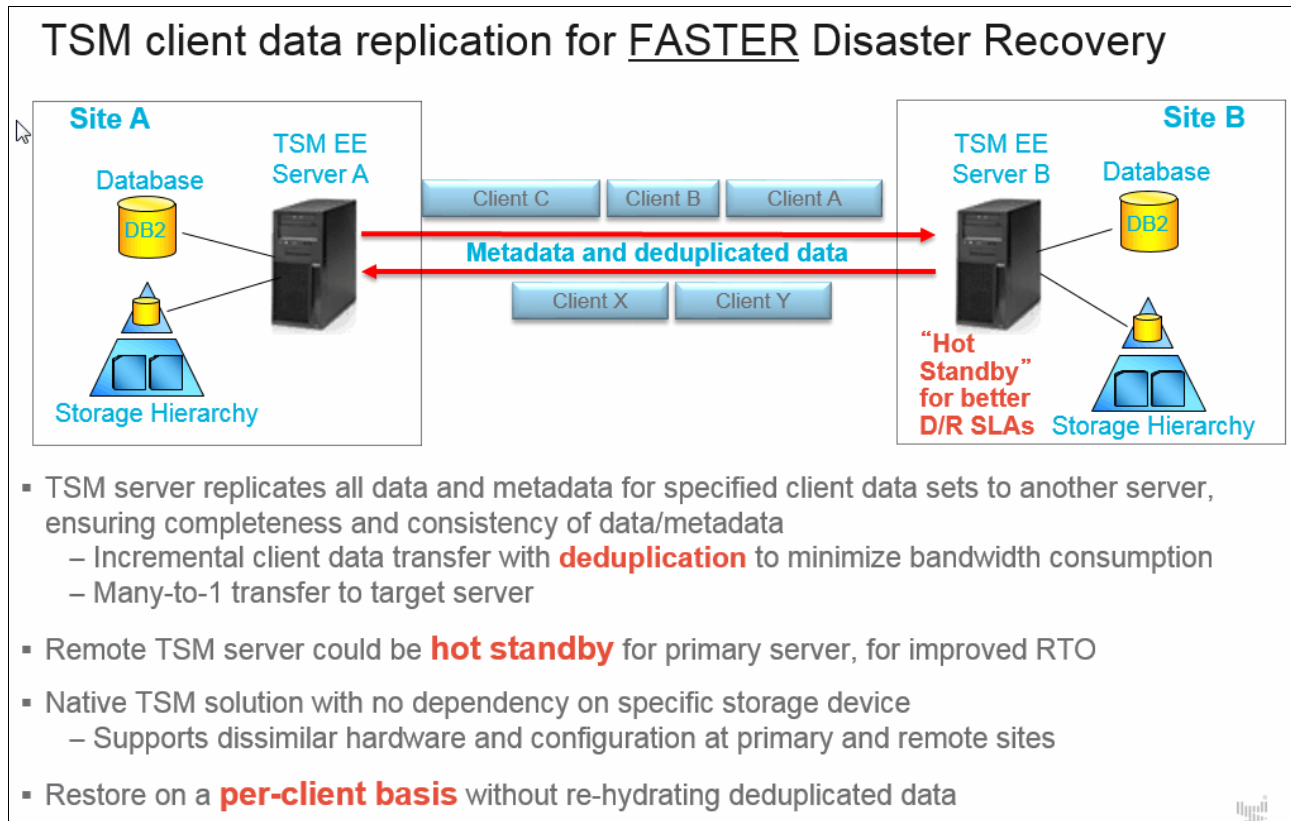 TSM client data replication for FASTER Disaster Recovery
Site A
TSM EE
Server A
Database
DB2
Storage Hierarchy
Client C
Client B
Client A
Metadata and deduplicated data
Client X
Client Y
Site B
TSM EE
Server B
Database
DB2
“Hot
Standby”
for better
D/R SLAs
Storage Hierarchy
▪ TSM server replicates all data and metadata for specified client data sets to another server,
ensuring completeness and consistency of data/metadata
– Incremental client data transfer with deduplication to minimize bandwidth consumption
– Many-to-1 transfer to target server
▪ Remote TSM server could be hot standby for primary server, for improved RTO
▪ Native TSM solution with no dependency on specific storage device
– Supports dissimilar hardware and configuration at primary and remote sites
▪ Restore on a per-client basis without re-hydrating deduplicated data